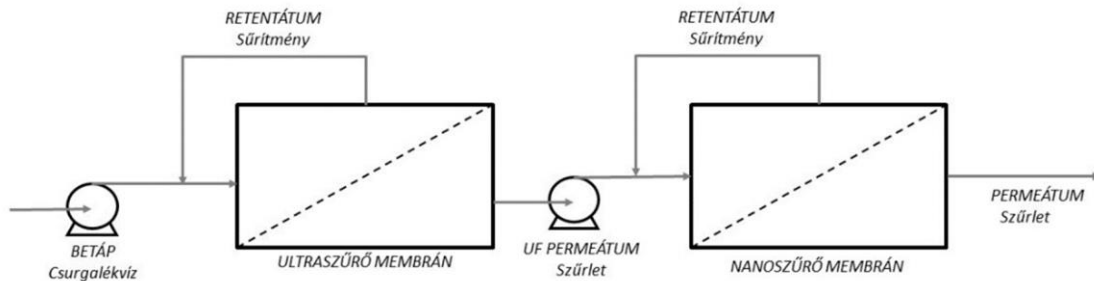 RETENTÁTUM
Sűrítmény
RETENTÁTUM
Sűrítmény
BETÁP
Csurgalékvíz
ULTRASZŰRŐ MEMBRÁN
UF PERMEÁTUM
Szűrlet
NANOSZŰRŐ MEMBRÁN
PERMEÁTUM
Szűrlet